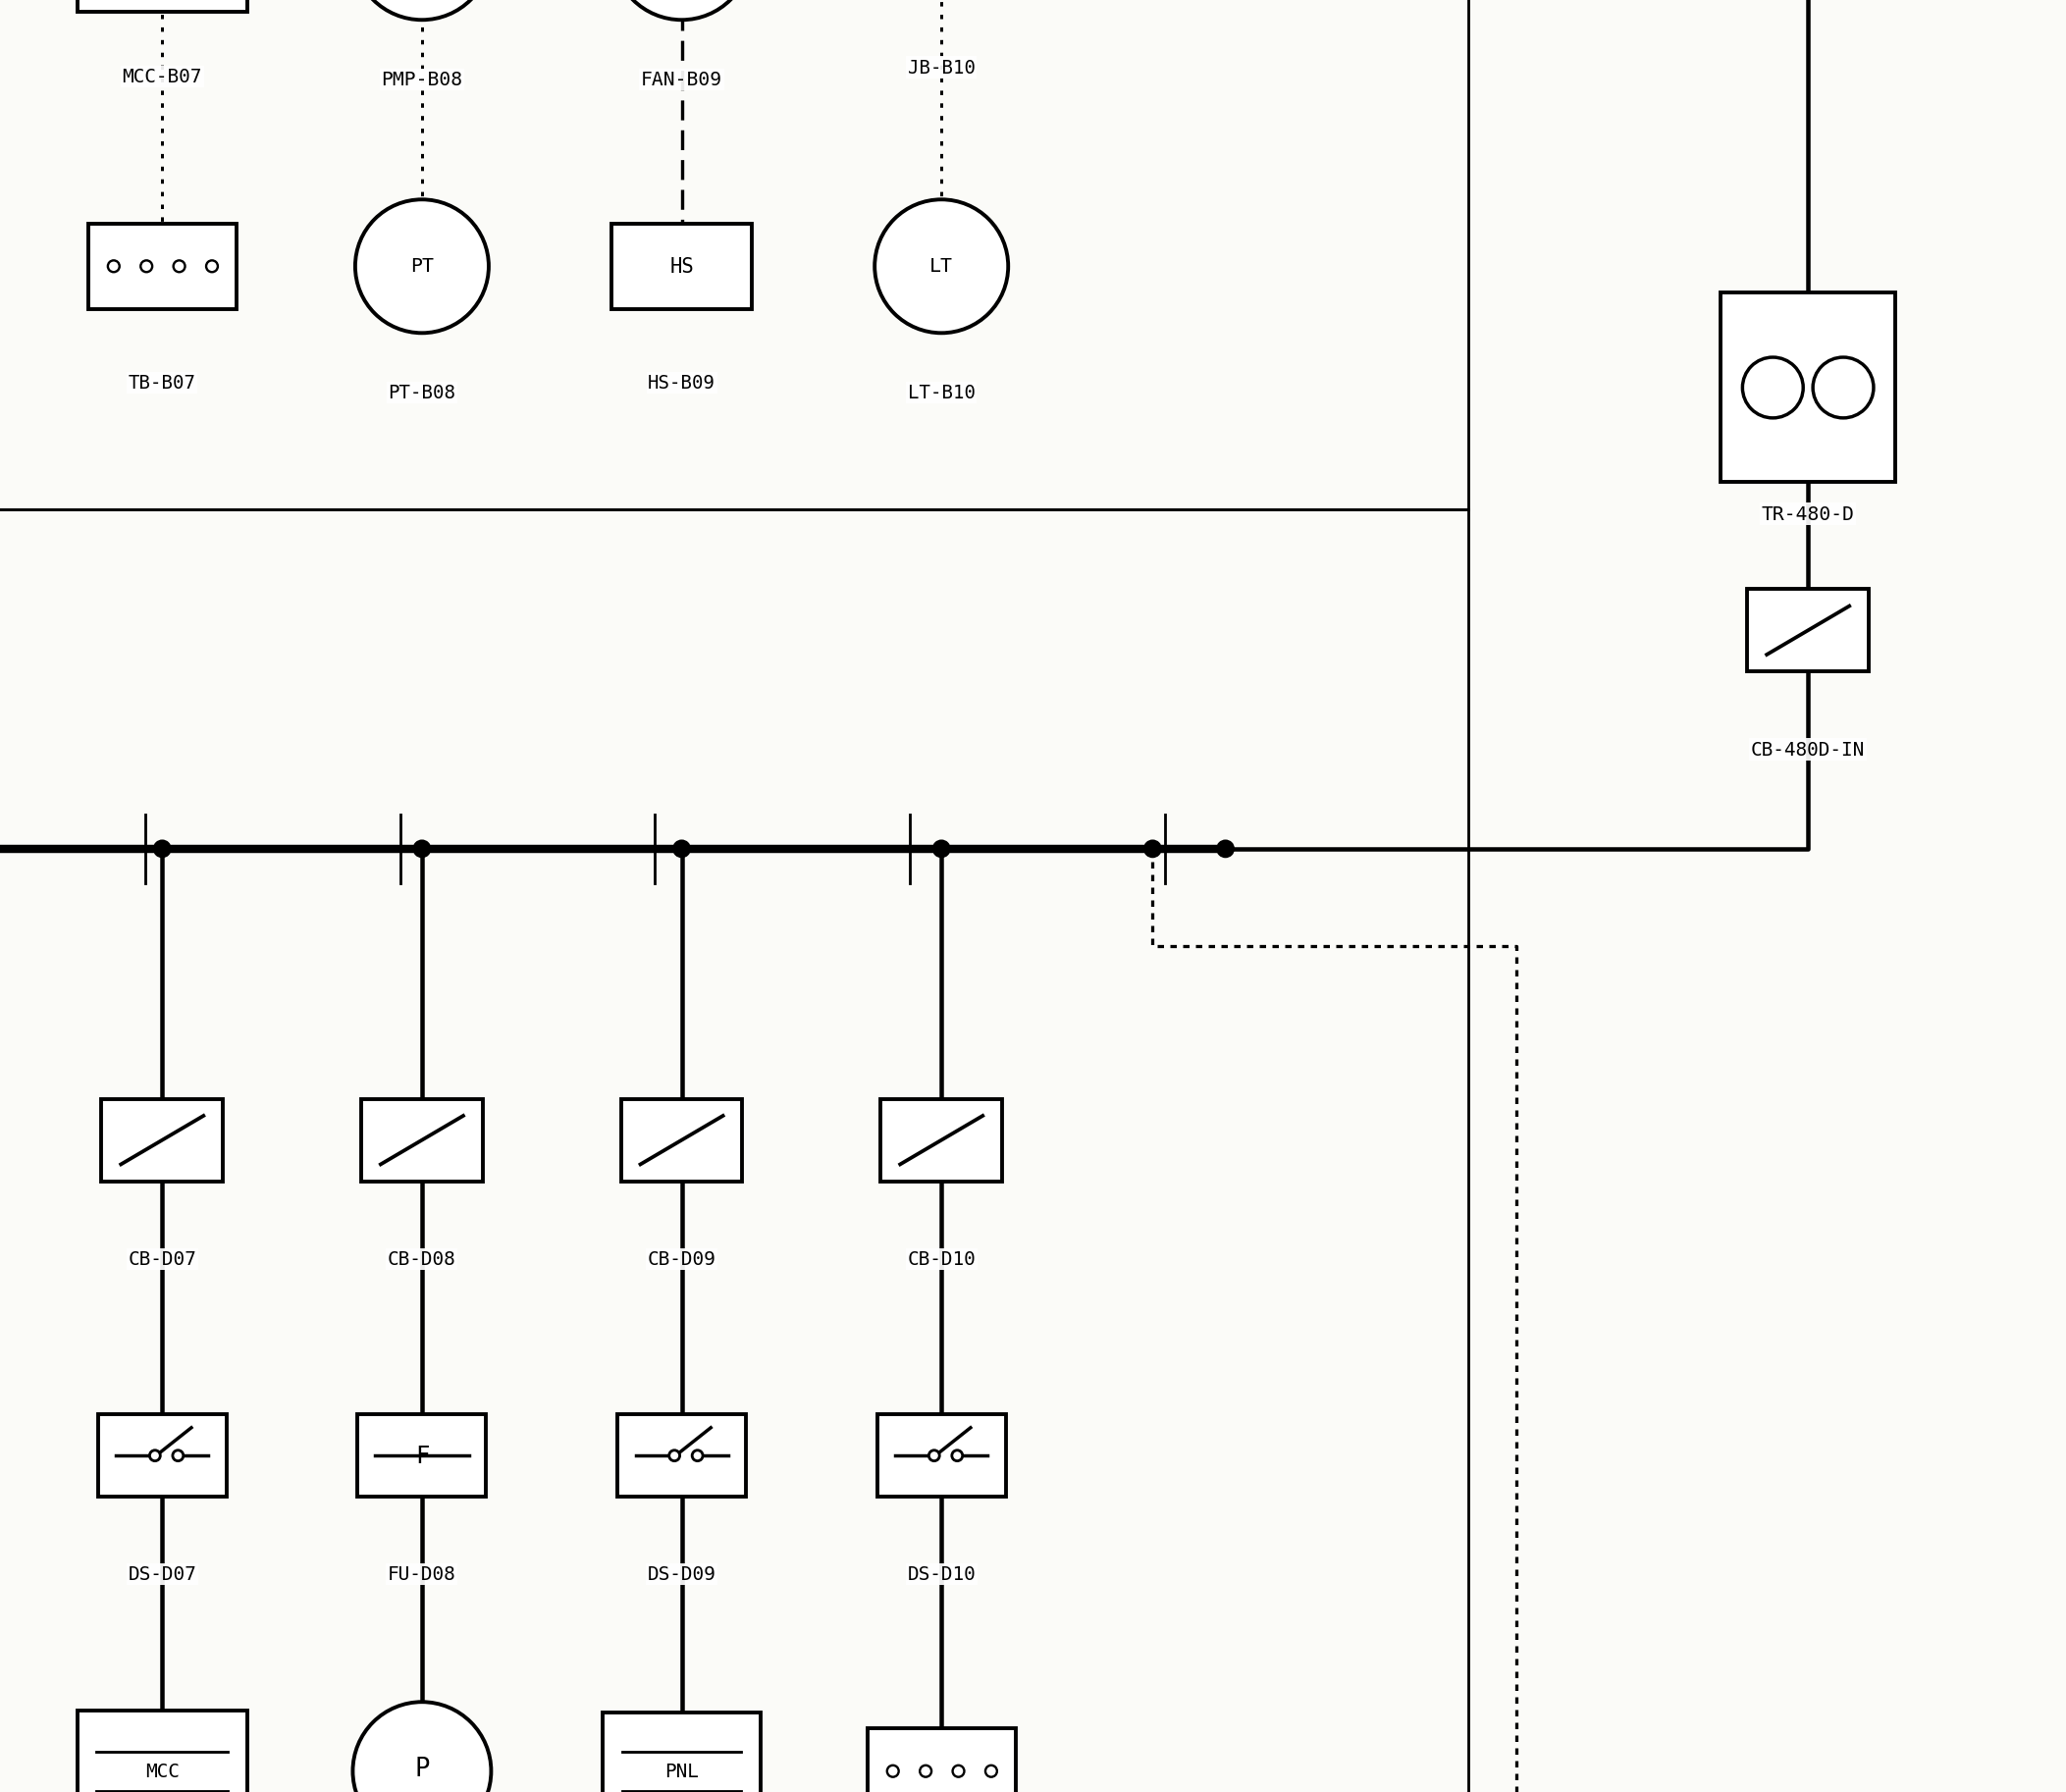 MCC-B07 PMP-B08 FAN-B09 JB-B10
PT HS LT
TB-B07 PT-B08 HS-B09 LT-B10
TR-480-D
CB-480D-IN
CB-D07 CB-D08 CB-D09 CB-D10
F
DS-D07 FU-D08 DS-D09 DS-D10
MCC P PNL